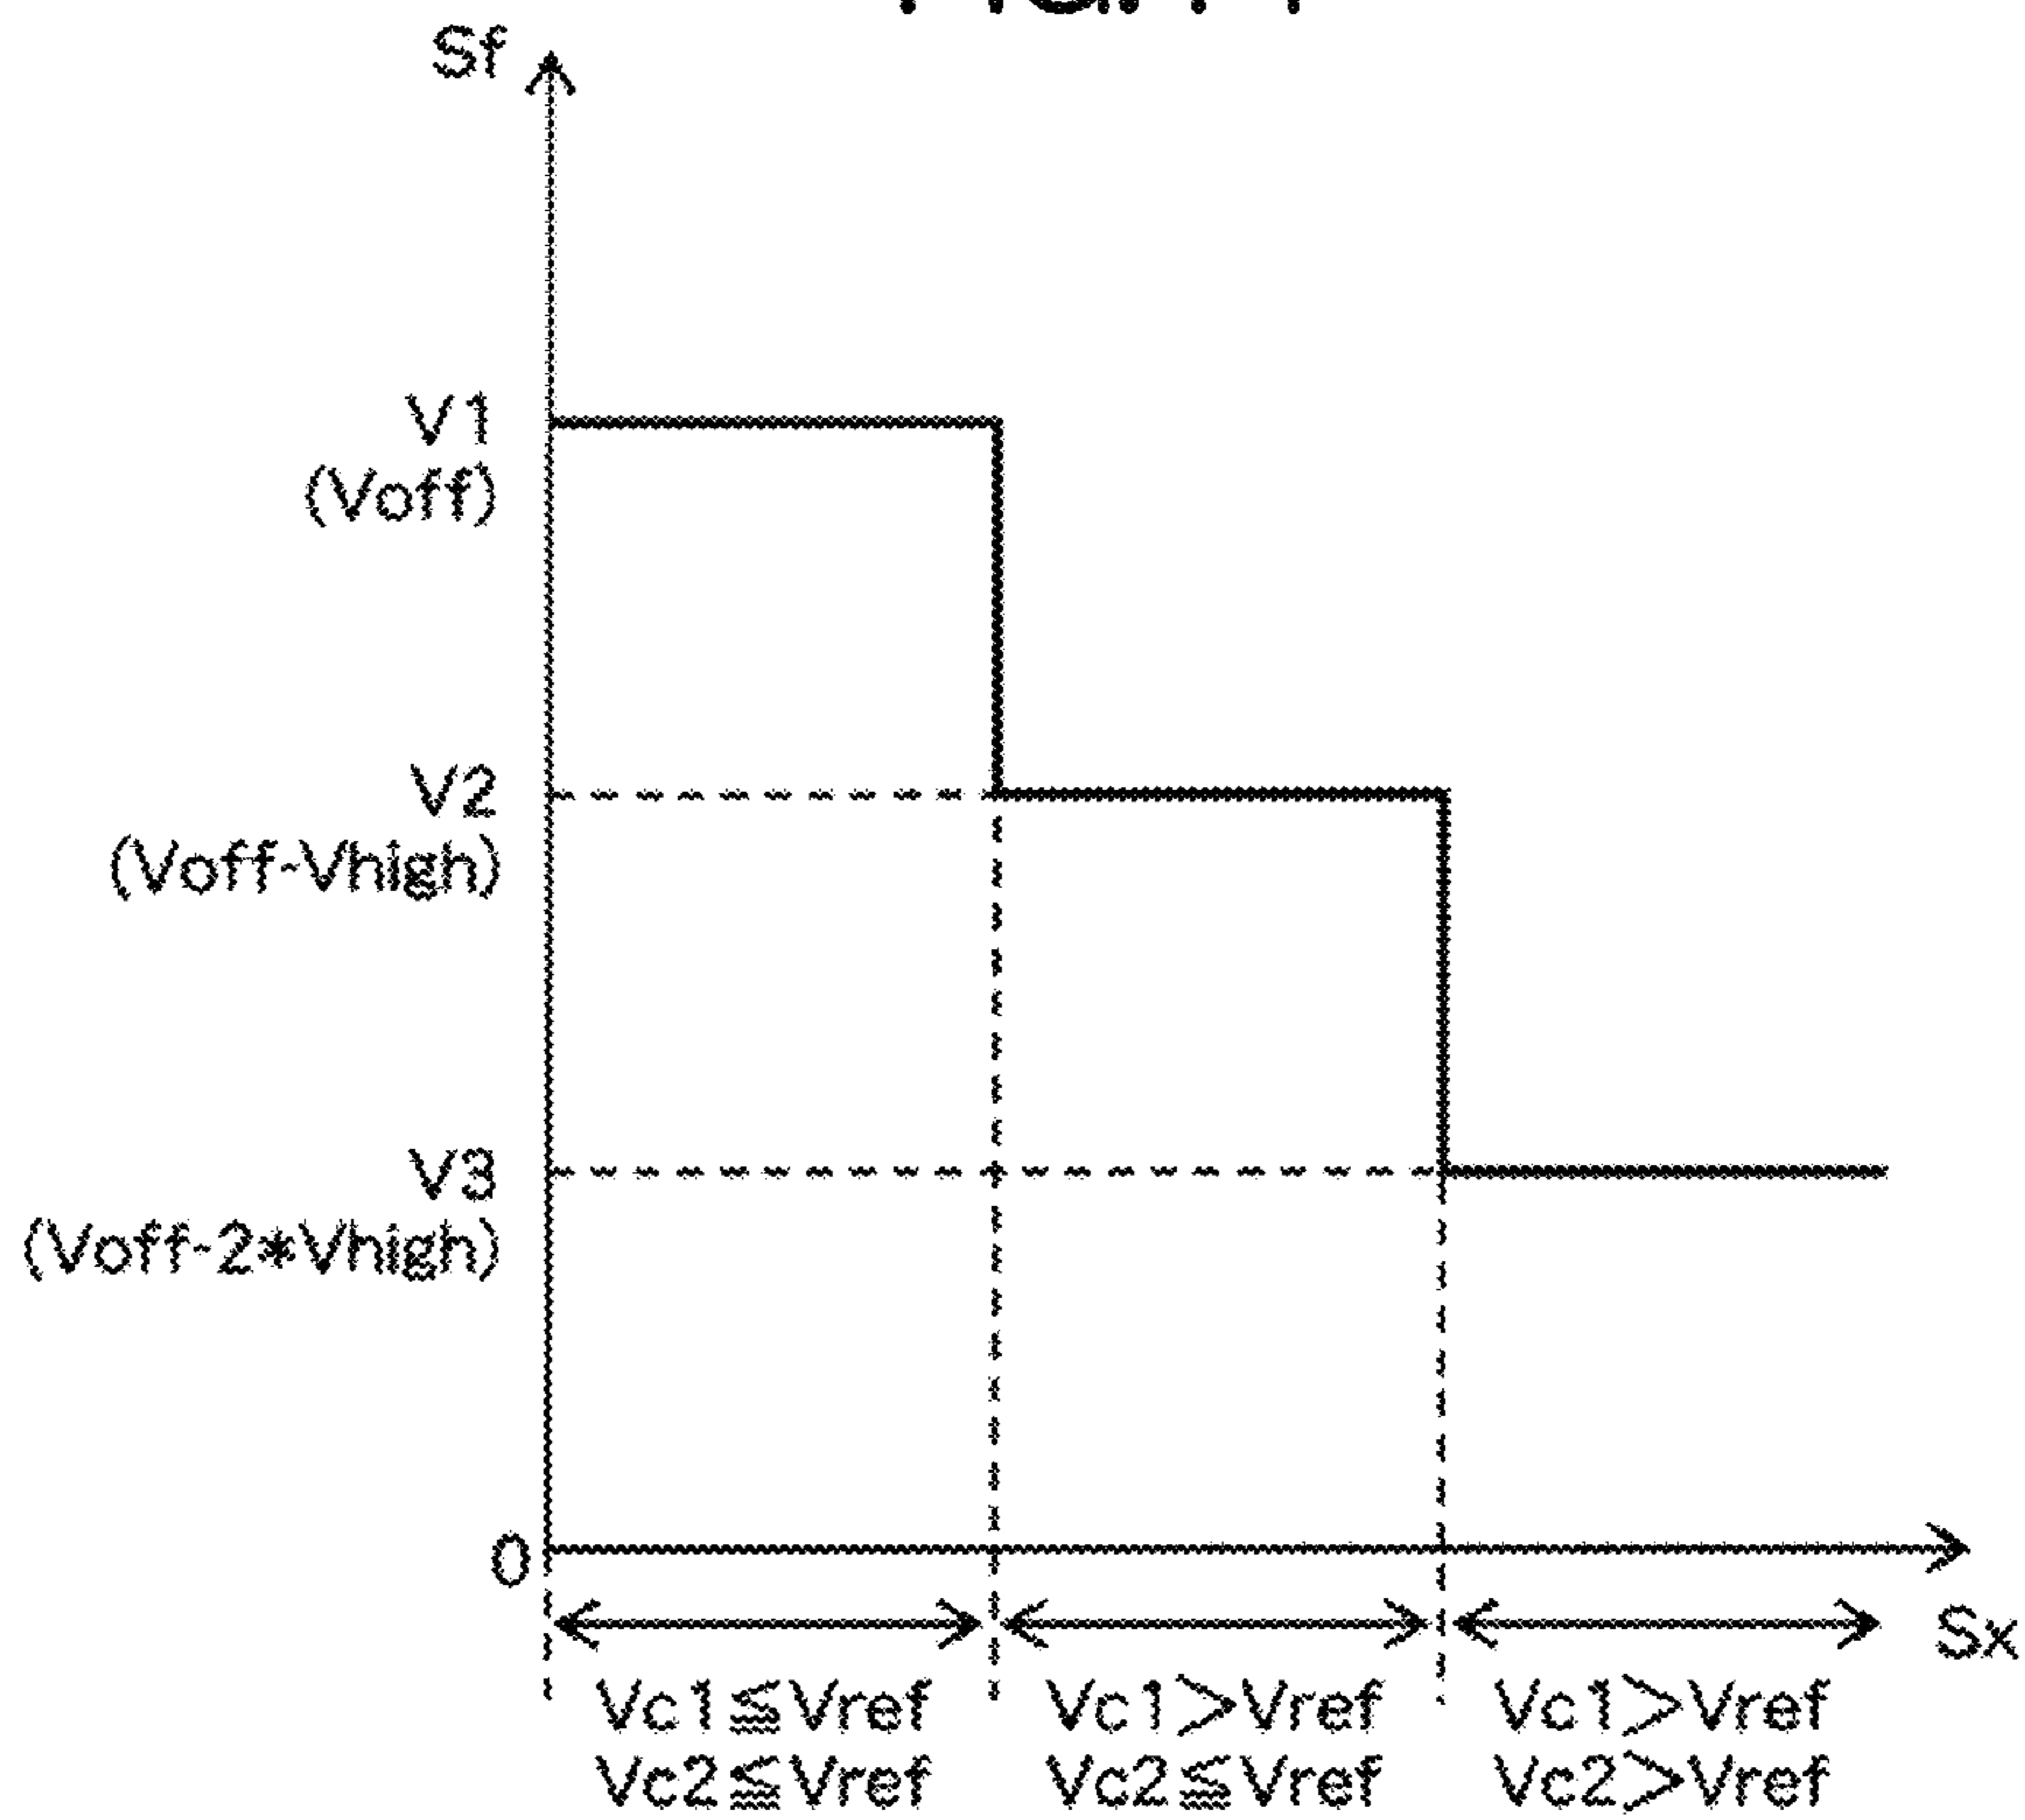 Sf
V1
(Voff)
V2
(Voff-Vhigh)
V3
(Voff-2*Vhigh)
0
Sx
Vc1≦Vref
Vc2≦Vref
Vc1>Vref
Vc2≦Vref
Vc1>Vref
Vc2>Vref